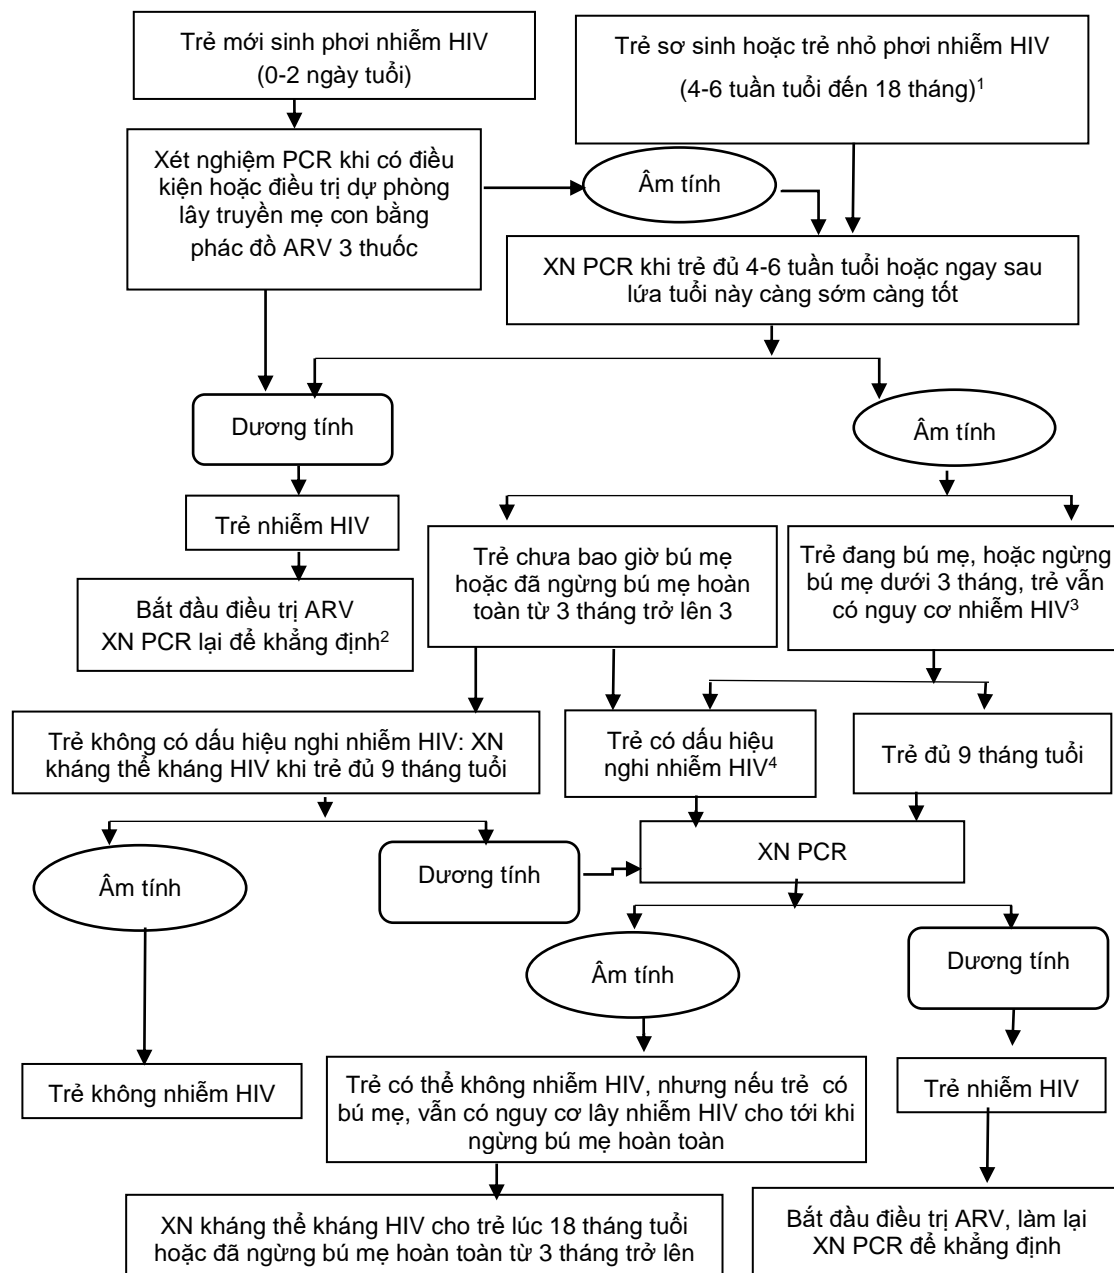 Trẻ mới sinh phơi nhiễm HIV
(0-2 ngày tuổi)
Trẻ sơ sinh hoặc trẻ nhỏ phơi nhiễm HIV
(4-6 tuần tuổi đến 18 tháng)¹
Xét nghiệm PCR khi có điều
kiện hoặc điều trị dự phòng
lây truyền mẹ con bằng
phác đồ ARV 3 thuốc
Âm tính
XN PCR khi trẻ đủ 4-6 tuần tuổi hoặc ngay sau
lứa tuổi này càng sớm càng tốt
Dương tính
Âm tính
Trẻ nhiễm HIV
Bắt đầu điều trị ARV
XN PCR lại để khẳng định²
Trẻ chưa bao giờ bú mẹ
hoặc đã ngừng bú mẹ hoàn
toàn từ 3 tháng trở lên 3
Trẻ đang bú mẹ, hoặc ngừng
bú mẹ dưới 3 tháng, trẻ vẫn
có nguy cơ nhiễm HIV³
Trẻ không có dấu hiệu nghi nhiễm HIV: XN
kháng thể kháng HIV khi trẻ đủ 9 tháng tuổi
Trẻ có dấu hiệu
nghi nhiễm HIV⁴
Trẻ đủ 9 tháng tuổi
Âm tính
Dương tính
XN PCR
Âm tính
Dương tính
Trẻ không nhiễm HIV
Trẻ có thể không nhiễm HIV, nhưng nếu trẻ có
bú mẹ, vẫn có nguy cơ lây nhiễm HIV cho tới khi
ngừng bú mẹ hoàn toàn
Trẻ nhiễm HIV
XN kháng thể kháng HIV cho trẻ lúc 18 tháng tuổi
hoặc đã ngừng bú mẹ hoàn toàn từ 3 tháng trở lên
Bắt đầu điều trị ARV, làm lại
XN PCR để khẳng định